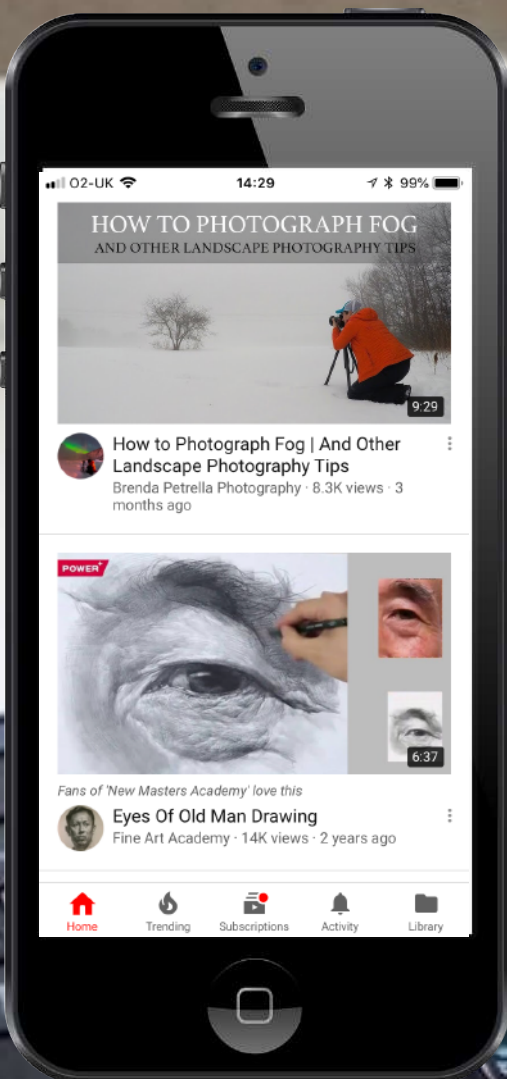 O2-UK 14:29 99%
HOW TO PHOTOGRAPH FOG
AND OTHER LANDSCAPE PHOTOGRAPHY TIPS
9:29
How to Photograph Fog | And Other
Landscape Photography Tips
Brenda Petrella Photography · 8.3K views · 3
months ago
POWER+
6:37
Fans of 'New Masters Academy' love this
Eyes Of Old Man Drawing
Fine Art Academy · 14K views · 2 years ago
Home Trending Subscriptions Activity Library